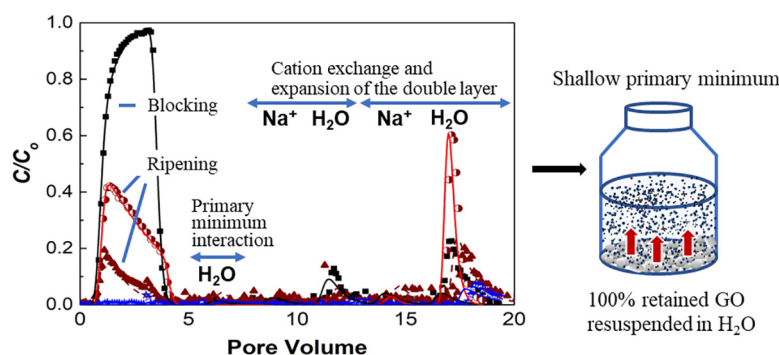 1.0
0.8
0.6
0.4
0.2
0.0
C/Co
0
5
10
15
20
Pore Volume
Blocking
Ripening
Primary
minimum
interaction
H₂O
Cation exchange and
expansion of the double layer
Na⁺ H₂O Na⁺ H₂O
Shallow primary minimum
100% retained GO
resuspended in H₂O